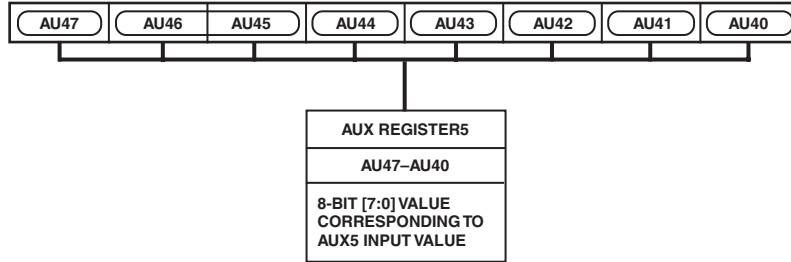 AU47 AU46 AU45 AU44 AU43 AU42 AU41 AU40
AUX REGISTER5
AU47–AU40
8-BIT [7:0] VALUE
CORRESPONDING TO
AUX5 INPUT VALUE